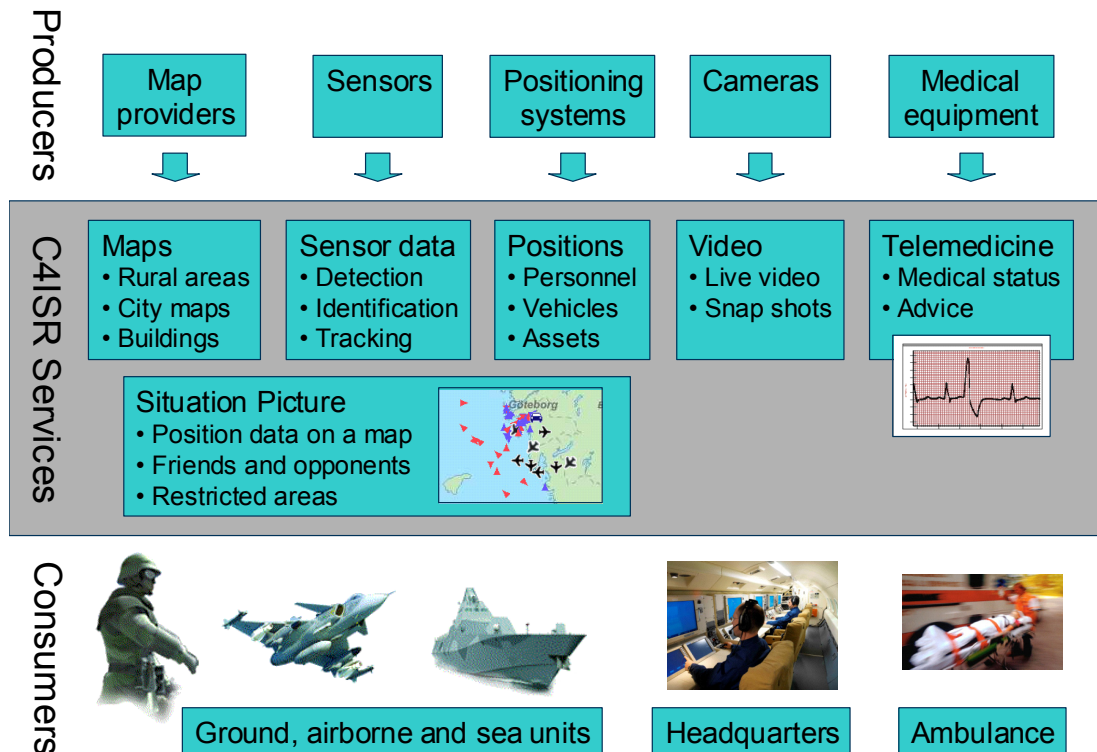 Producers
Map
providers
Sensors
Positioning
systems
Cameras
Medical
equipment
C4ISR Services
Maps
• Rural areas
• City maps
• Buildings
Sensor data
• Detection
• Identification
• Tracking
Positions
• Personnel
• Vehicles
• Assets
Video
• Live video
• Snap shots
Telemedicine
• Medical status
• Advice
Situation Picture
• Position data on a map
• Friends and opponents
• Restricted areas
Göteborg
Consumers
Ground, airborne and sea units
Headquarters
Ambulance